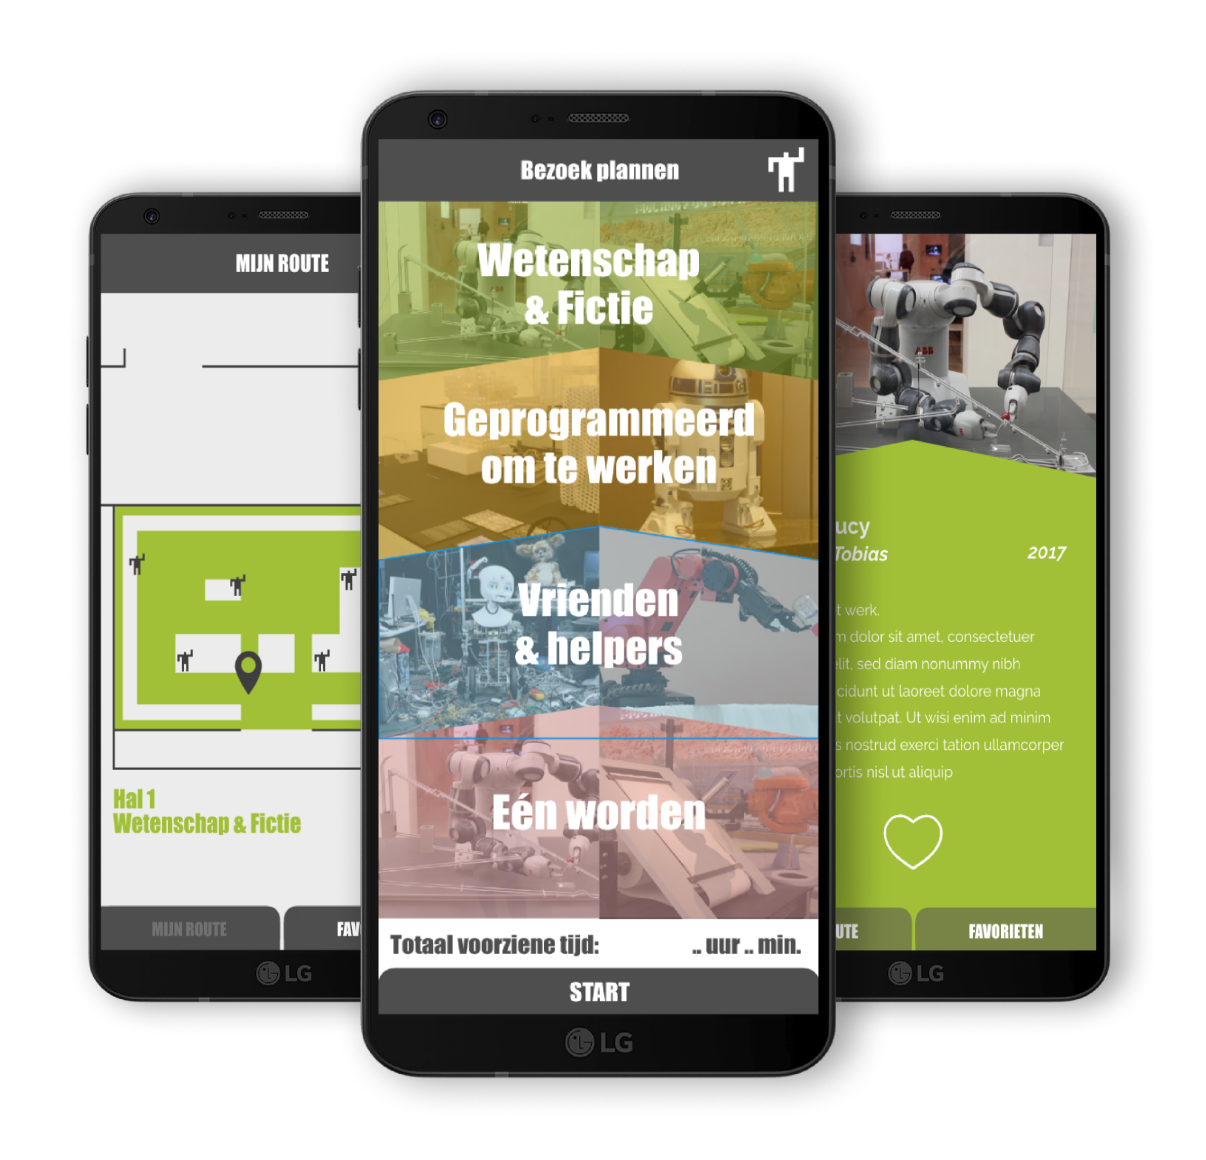 MIJN ROUTE
Hal 1
Wetenschap & Fictie
MIJN ROUTE
FAV
LG
Bezoek plannen
Wetenschap
& Fictie
Geprogrammeerd
om te werken
Vrienden
& helpers
Eén worden
Totaal voorziene tijd: .. uur .. min.
START
LG
ABB
ucy
Tobias 2017
t werk.
m dolor sit amet, consectetuer
elit, sed diam nonummy nibh
cidunt ut laoreet dolore magna
t volutpat. Ut wisi enim ad minim
s nostrud exerci tation ullamcorper
ortis nisl ut aliquip
UTE
FAVORIETEN
LG